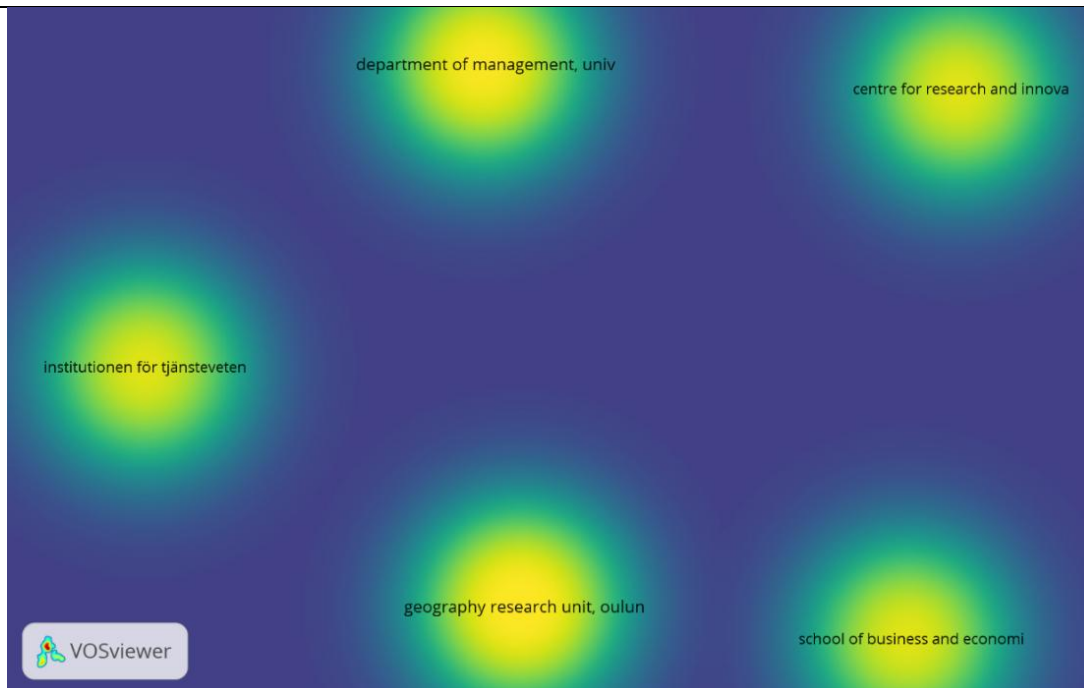 department of management, univ
centre for research and innova
institutionen för tjänsteveten
geography research unit, oulun
school of business and economi
VOSviewer